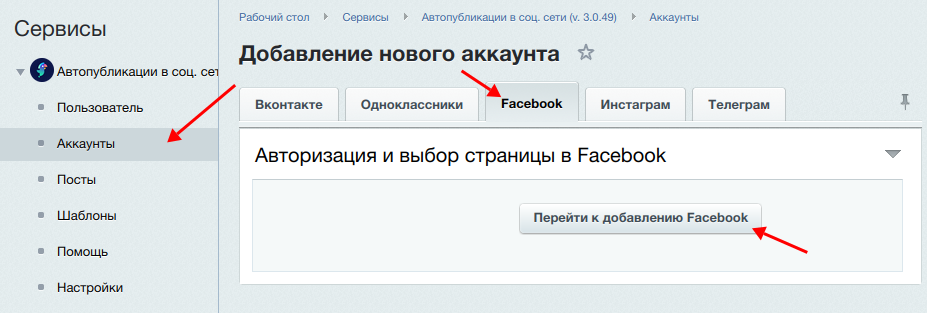 Сервисы
Автопубликации в соц. сет
Пользователь
Аккаунты
Посты
Шаблоны
Помощь
Настройки
Рабочий стол Сервисы Автопубликации в соц. сети (v. 3.0.49) Аккаунты
Добавление нового аккаунта
Вконтакте Одноклассники Facebook Инстаграм Телеграм
Авторизация и выбор страницы в Facebook
Перейти к добавлению Facebook